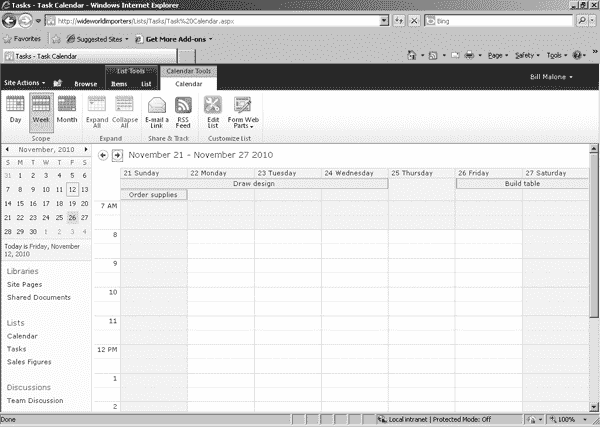 Tasks - Task Calendar - Windows Internet Explorer
http://wideworldimporters/Lists/Tasks/Task%20Calendar.aspx
Bing
Favorites Suggested Sites Get More Add-ons
Tasks - Task Calendar
Page Safety Tools
List Tools Calendar Tools
Bill Malone
Site Actions Browse Items List Calendar
Day Week Month Expand All Collapse All E-mail a Link RSS Feed Edit List Form Web Parts
Scope Expand Share & Track Customize List
November, 2010
November 21 - November 27 2010
S M T W T F S
31 1 2 3 4 5 6
7 8 9 10 11 12 13
14 15 16 17 18 19 20
21 22 23 24 25 26 27
28 29 30 1 2 3 4
Today is Friday, November 12, 2010
21 Sunday 22 Monday 23 Tuesday 24 Wednesday 25 Thursday 26 Friday 27 Saturday
Draw design Build table
Order supplies
7 AM
8
9
10
11
12 PM
1
2
Libraries
Site Pages
Shared Documents
Lists
Calendar
Tasks
Sales Figures
Discussions
Team Discussion
Done Local intranet | Protected Mode: Off 100%